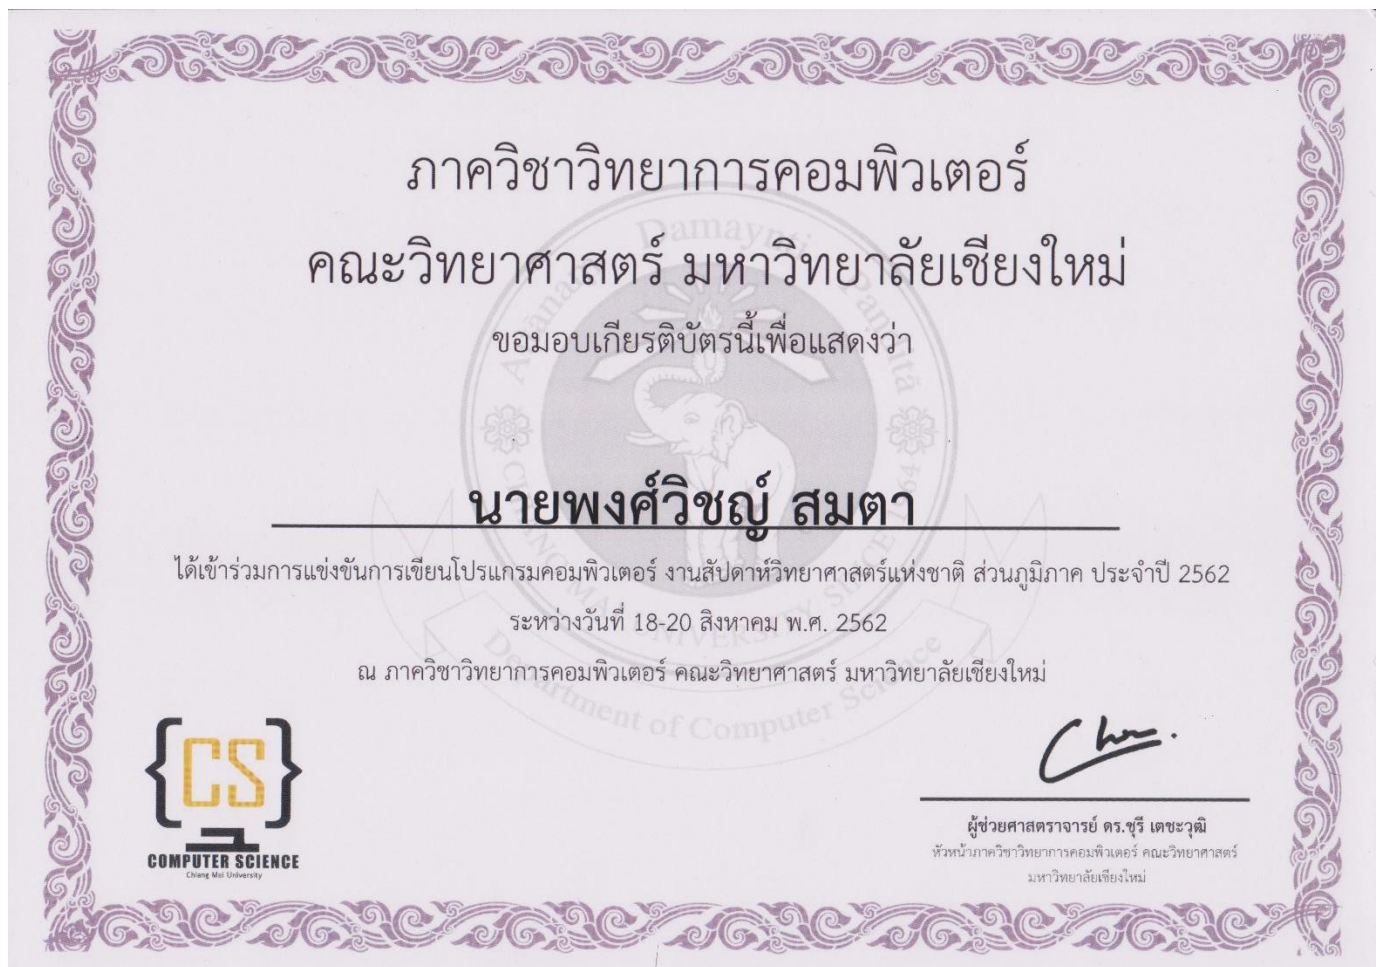 ภาควิชาวิทยาการคอมพิวเตอร์
คณะวิทยาศาสตร์ มหาวิทยาลัยเชียงใหม่
ขอมอบเกียรติบัตรนี้เพื่อแสดงว่า
นายพงศ์วิชญ์ สมตา
ได้เข้าร่วมการแข่งขันการเขียนโปรแกรมคอมพิวเตอร์ งานสัปดาห์วิทยาศาสตร์แห่งชาติ ส่วนภูมิภาค ประจำปี 2562
ระหว่างวันที่ 18-20 สิงหาคม พ.ศ. 2562
ณ ภาควิชาวิทยาการคอมพิวเตอร์ คณะวิทยาศาสตร์ มหาวิทยาลัยเชียงใหม่
Damaynti
CHIANG MAI UNIVERSITY SINCE 1964
Department of Computer Science
CS
COMPUTER SCIENCE
Chiang Mai University
ผู้ช่วยศาสตราจารย์ ดร.ชุรี เตชะวุฒิ
หัวหน้าภาควิชาวิทยาการคอมพิวเตอร์ คณะวิทยาศาสตร์
มหาวิทยาลัยเชียงใหม่